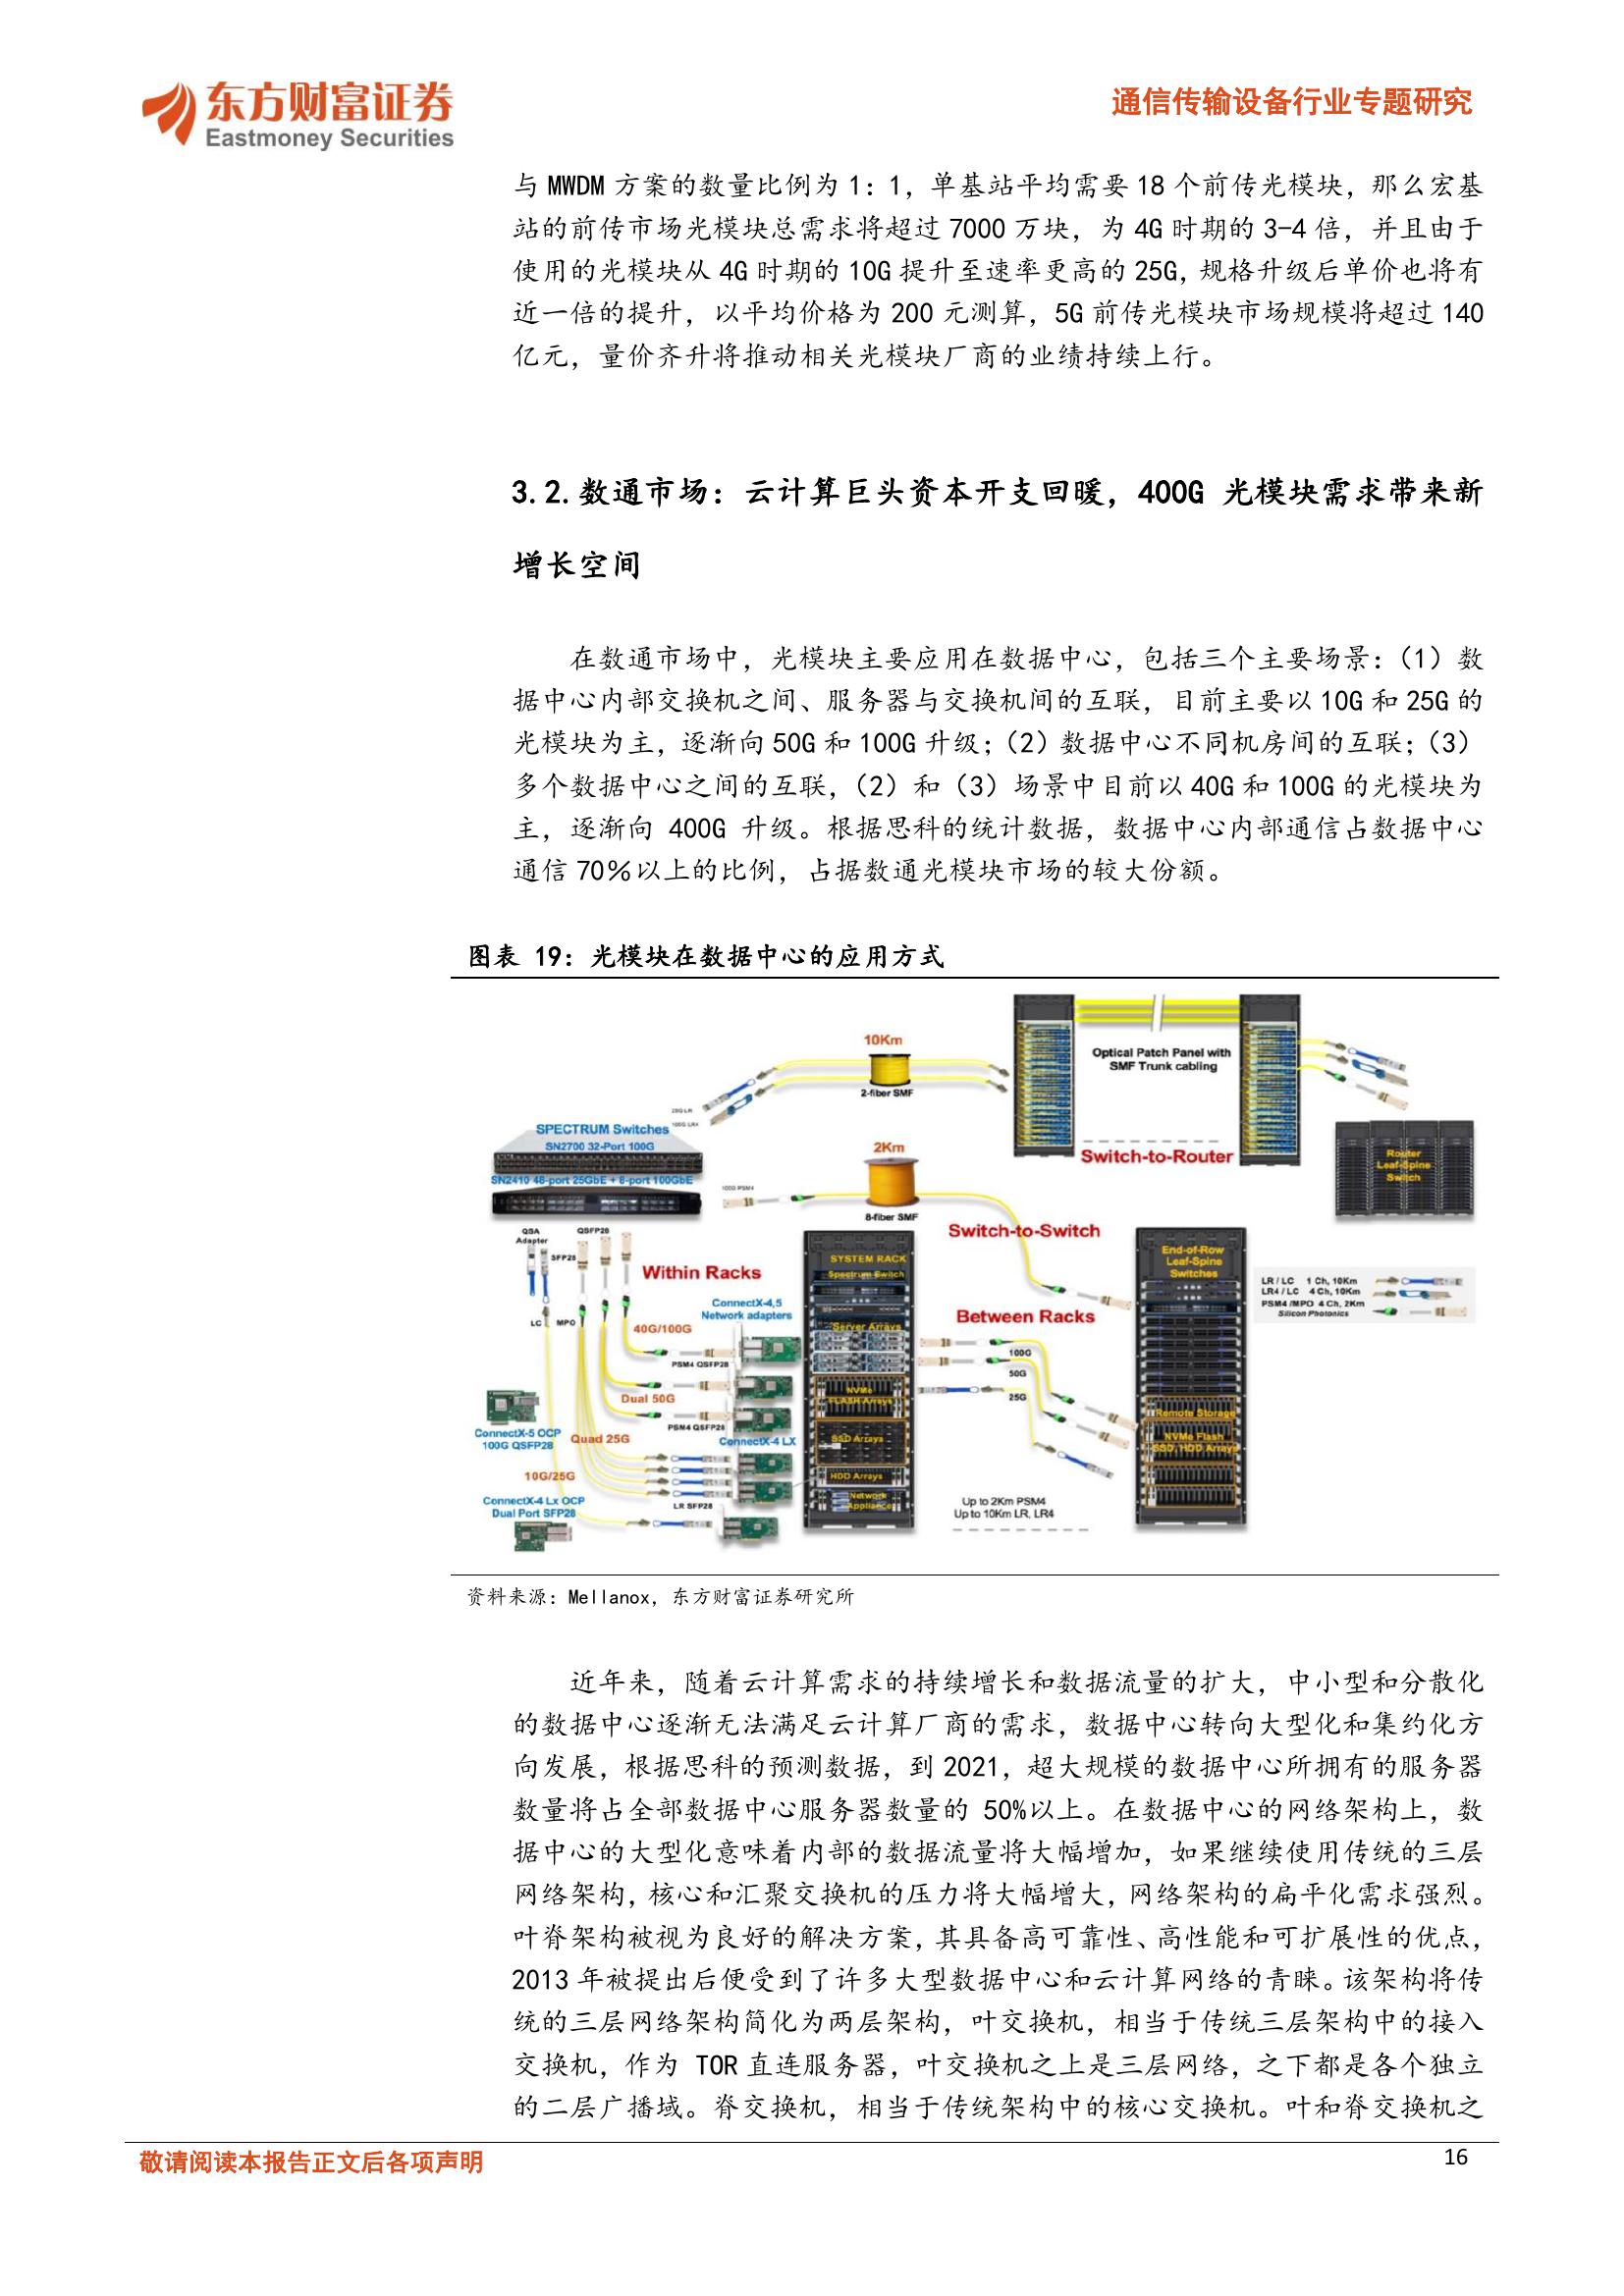 东方财富证券
Eastmoney Securities
通信传输设备行业专题研究
与 MWDM 方案的数量比例为 1：1，单基站平均需要 18 个前传光模块，那么宏基
站的前传市场光模块总需求将超过 7000 万块，为 4G 时期的 3-4 倍，并且由于
使用的光模块从 4G 时期的 10G 提升至速率更高的 25G，规格升级后单价也将有
近一倍的提升，以平均价格为 200 元测算，5G 前传光模块市场规模将超过 140
亿元，量价齐升将推动相关光模块厂商的业绩持续上行。
3.2.数通市场：云计算巨头资本开支回暖，400G 光模块需求带来新
增长空间
在数通市场中，光模块主要应用在数据中心，包括三个主要场景：（1）数
据中心内部交换机之间、服务器与交换机间的互联，目前主要以 10G 和 25G 的
光模块为主，逐渐向 50G 和 100G 升级；（2）数据中心不同机房间的互联；（3）
多个数据中心之间的互联，（2）和（3）场景中目前以 40G 和 100G 的光模块为
主，逐渐向 400G 升级。根据思科的统计数据，数据中心内部通信占数据中心
通信 70％以上的比例，占据数通光模块市场的较大份额。
图表 19：光模块在数据中心的应用方式
10Km
2-fiber SMF
Optical Patch Panel with
SMF Trunk cabling
Switch-to-Router
Router
Leaf-Spine
Switch
SPECTRUM Switches
SN2700 32-Port 100G
SN2410 48-port 25GbE + 8-port 100GbE
2Km
100G PSM4
8-fiber SMF
Switch-to-Switch
QSA
Adapter
SFP28
QSFP28
Within Racks
LC
MPO
40G/100G
ConnectX-4,5
Network adapters
PSM4 QSFP28
Dual 50G
PSM4 QSFP28
ConnectX-5 OCP
100G QSFP28
Quad 25G
ConnectX-4 LX
10G/25G
ConnectX-4 Lx OCP
Dual Port SFP28
LR SFP28
SYSTEM RACK
Spectrum Switch
Server Arrays
NVMe
FLASH Arrays
SSD Arrays
HDD Arrays
Network
Appliance
Between Racks
100G
50G
25G
Up to 2Km PSM4
Up to 10Km LR, LR4
End-of-Row
Leaf-Spine
Switches
Remote Storage
NVMe Flash
SSD, HDD Arrays
LR / LC 1 Ch, 10Km
LR4 / LC 4 Ch, 10Km
PSM4 /MPO 4 Ch, 2Km
Silicon Photonics
资料来源：Mellanox，东方财富证券研究所
近年来，随着云计算需求的持续增长和数据流量的扩大，中小型和分散化
的数据中心逐渐无法满足云计算厂商的需求，数据中心转向大型化和集约化方
向发展，根据思科的预测数据，到 2021，超大规模的数据中心所拥有的服务器
数量将占全部数据中心服务器数量的 50%以上。在数据中心的网络架构上，数
据中心的大型化意味着内部的数据流量将大幅增加，如果继续使用传统的三层
网络架构，核心和汇聚交换机的压力将大幅增大，网络架构的扁平化需求强烈。
叶脊架构被视为良好的解决方案，其具备高可靠性、高性能和可扩展性的优点，
2013 年被提出后便受到了许多大型数据中心和云计算网络的青睐。该架构将传
统的三层网络架构简化为两层架构，叶交换机，相当于传统三层架构中的接入
交换机，作为 TOR 直连服务器，叶交换机之上是三层网络，之下都是各个独立
的二层广播域。脊交换机，相当于传统架构中的核心交换机。叶和脊交换机之
敬请阅读本报告正文后各项声明
16